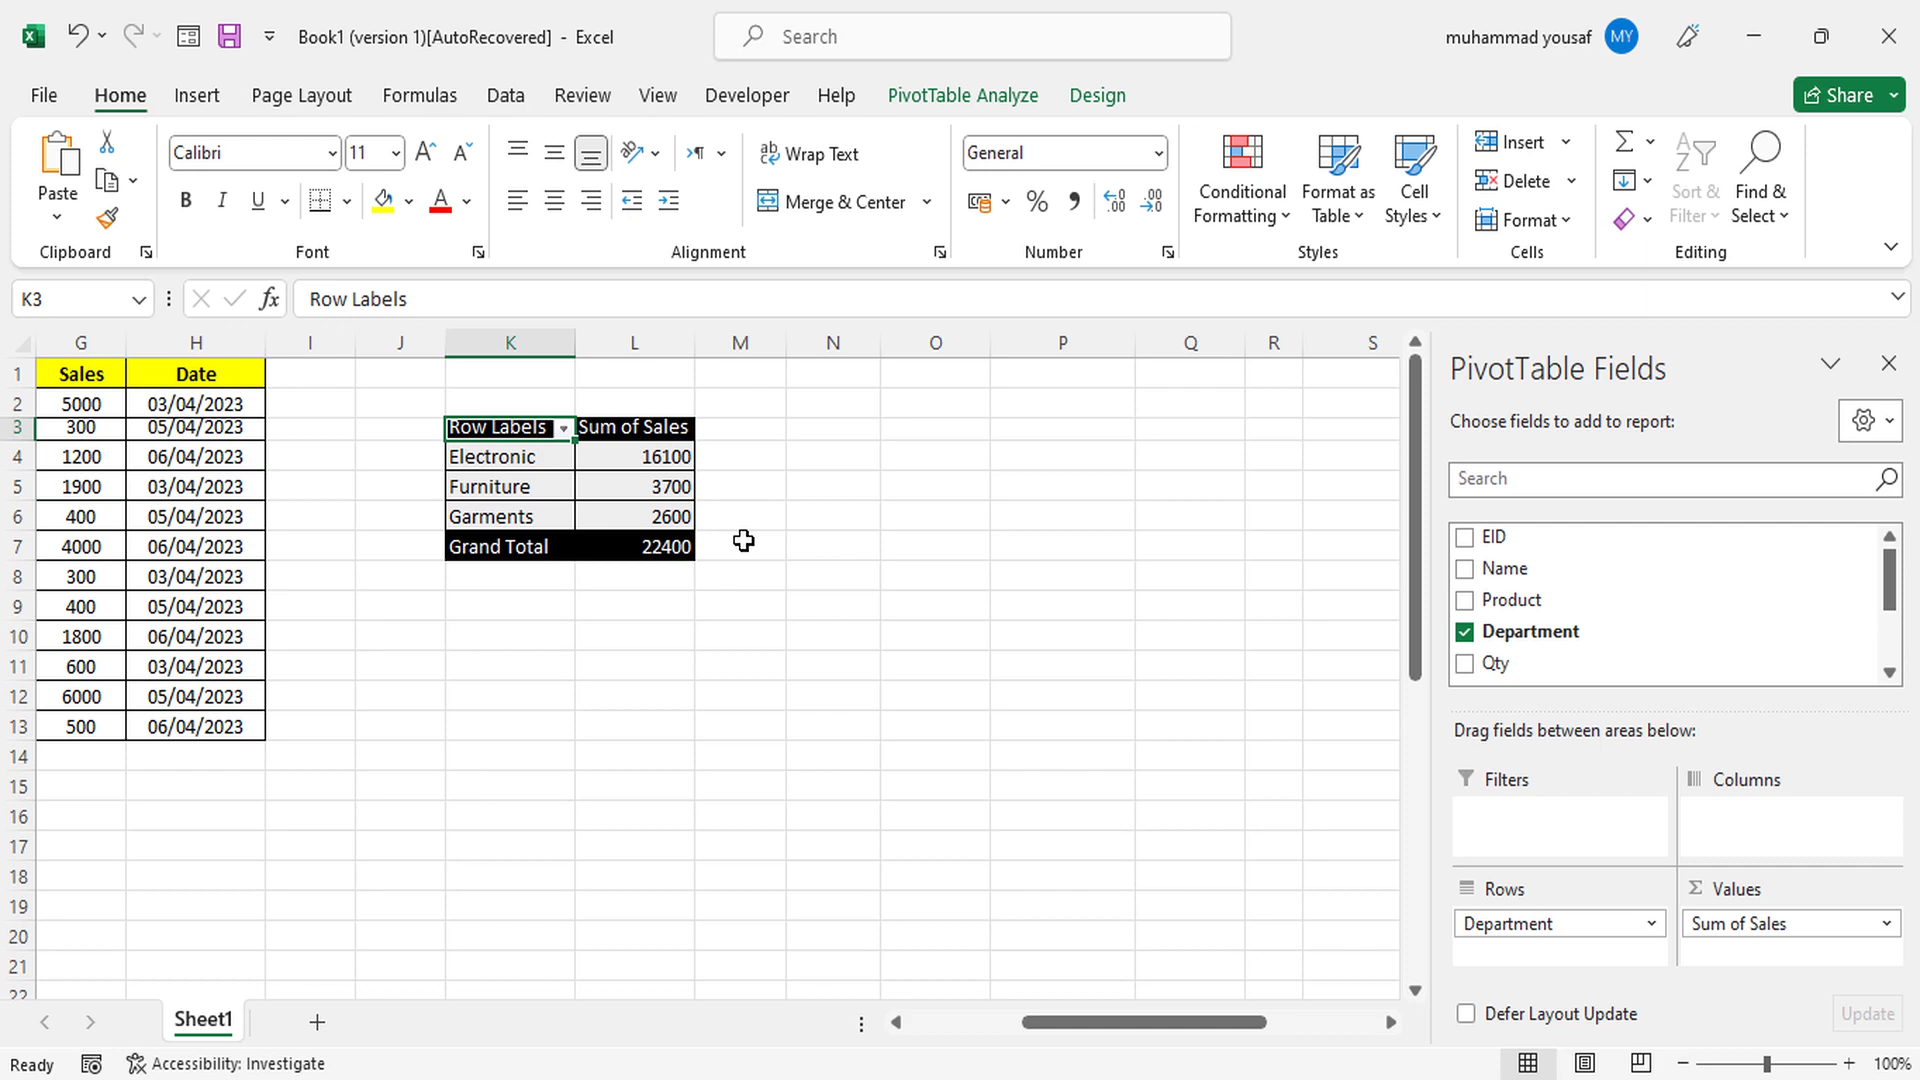 Book1 (version 1)[AutoRecovered] - Excel
Search
muhammad yousaf
MY
File Home Insert Page Layout Formulas Data Review View Developer Help PivotTable Analyze Design
Share
Paste
Calibri 11
B I U A
Wrap Text
Merge & Center
General
% ,
Conditional Formatting
Format as Table
Cell Styles
Insert
Delete
Format
Sort & Filter
Find & Select
Clipboard Font Alignment Number Styles Cells Editing
K3 fx Row Labels
G H I J K L M N O P Q R S
1 Sales Date
2 5000 03/04/2023
3 300 05/04/2023 Row Labels Sum of Sales
4 1200 06/04/2023 Electronic 16100
5 1900 03/04/2023 Furniture 3700
6 400 05/04/2023 Garments 2600
7 4000 06/04/2023 Grand Total 22400
8 300 03/04/2023
9 400 05/04/2023
10 1800 06/04/2023
11 600 03/04/2023
12 6000 05/04/2023
13 500 06/04/2023
14
15
16
17
18
19
20
21
22
PivotTable Fields
Choose fields to add to report:
Search
EID
Name
Product
Department
Qty
Drag fields between areas below:
Filters Columns
Rows Σ Values
Department Sum of Sales
Defer Layout Update Update
Sheet1
Ready Accessibility: Investigate 100%